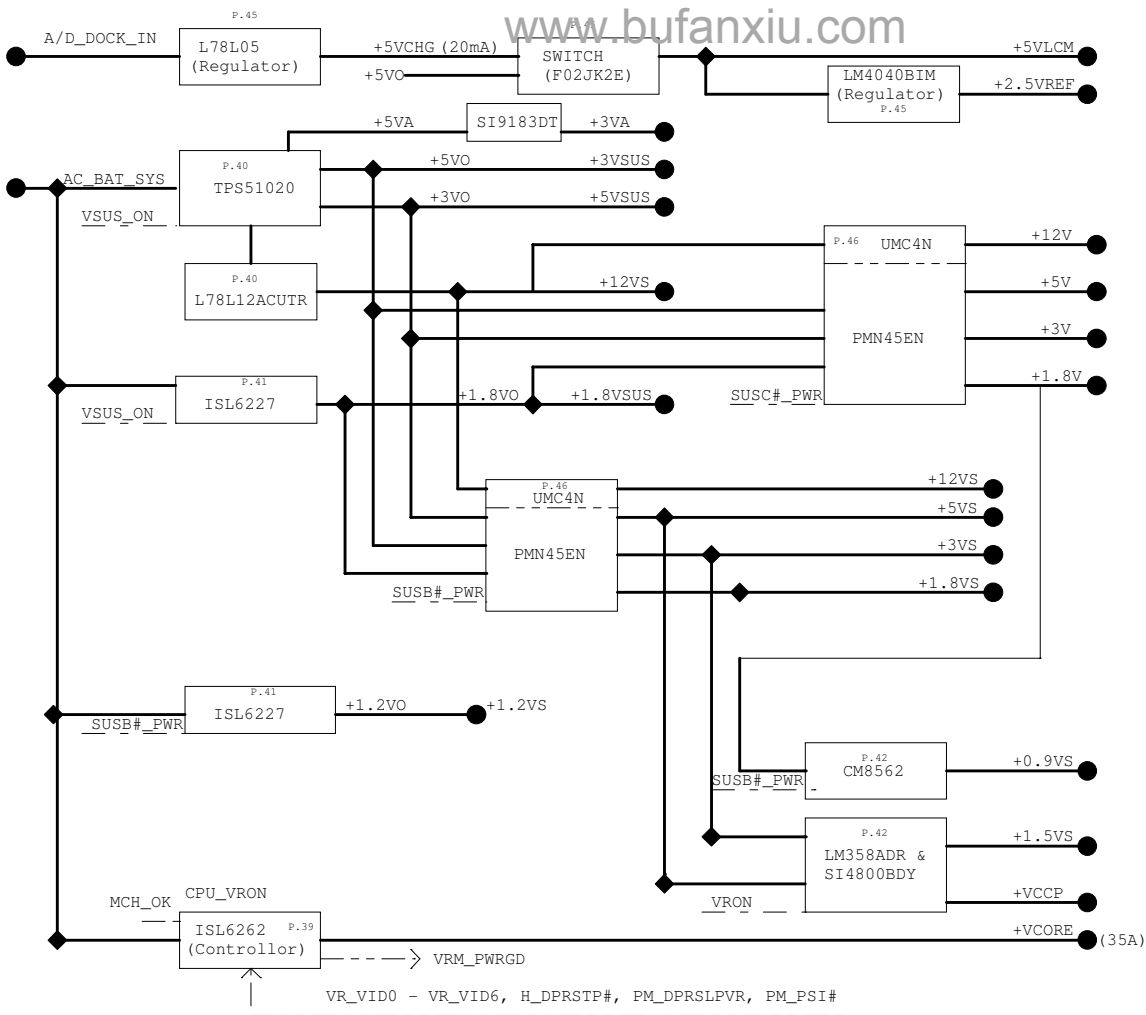 P.45
www.bufanxiu.com
A/D_DOCK_IN
L78L05
(Regulator)
+5VCHG (20mA)
+5VO
SWITCH
(F02JK2E)
+5VLCM
LM4040BIM
(Regulator)
P.45
+2.5VREF
+5VA
SI9183DT
+3VA
AC_BAT_SYS
P.40
TPS51020
+5VO
+3VSUS
VSUS_ON
+3VO
+5VSUS
P.40
L78L12ACUTR
+12VS
P.46
UMC4N
PMN45EN
+12V
+5V
+3V
+1.8V
SUSC#_PWR
P.41
ISL6227
VSUS_ON
+1.8VO
+1.8VSUS
P.46
UMC4N
PMN45EN
SUSB#_PWR
+12VS
+5VS
+3VS
+1.8VS
P.41
ISL6227
SUSB#_PWR
+1.2VO
+1.2VS
P.42
CM8562
SUSB#_PWR
+0.9VS
P.42
LM358ADR &
SI4800BDY
VRON
+1.5VS
+VCCP
CPU_VRON
MCH_OK
ISL6262
P.39
(Controllor)
+VCORE
(35A)
VRM_PWRGD
VR_VID0 - VR_VID6, H_DPRSTP#, PM_DPRSLPVR, PM_PSI#